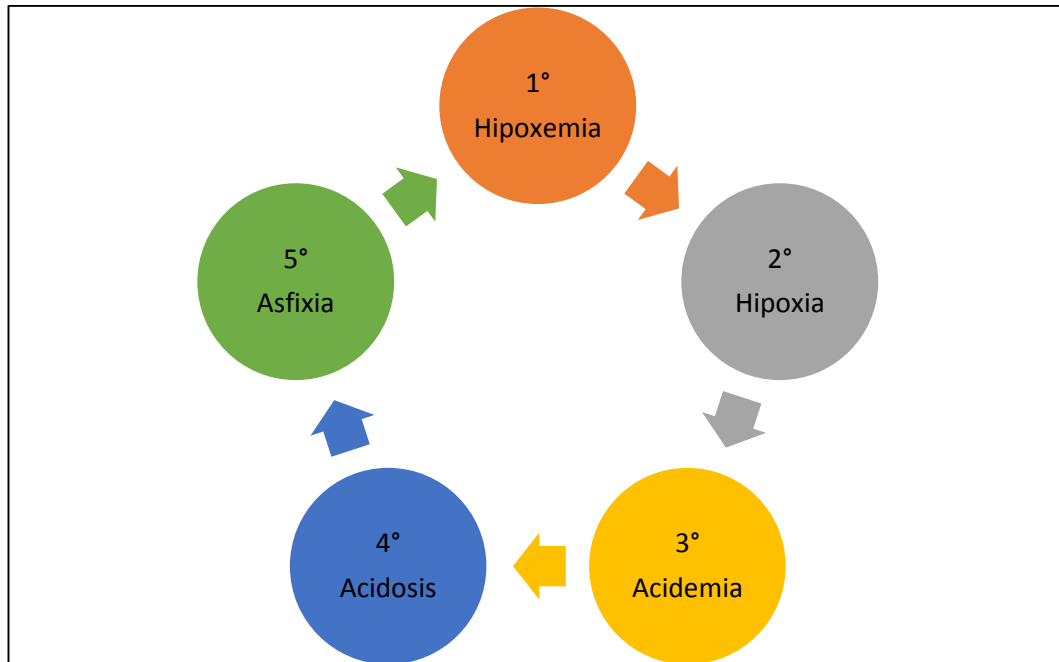 1°
Hipoxemia
2°
Hipoxia
3°
Acidemia
4°
Acidosis
5°
Asfixia